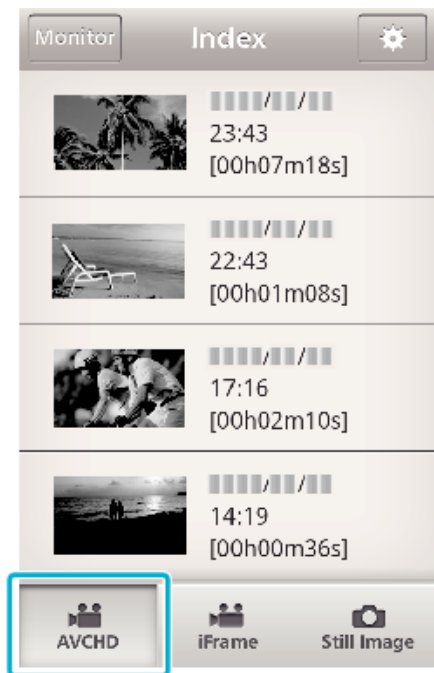 Monitor Index
23:43
[00h07m18s]
22:43
[00h01m08s]
17:16
[00h02m10s]
14:19
[00h00m36s]
AVCHD iFrame Still Image